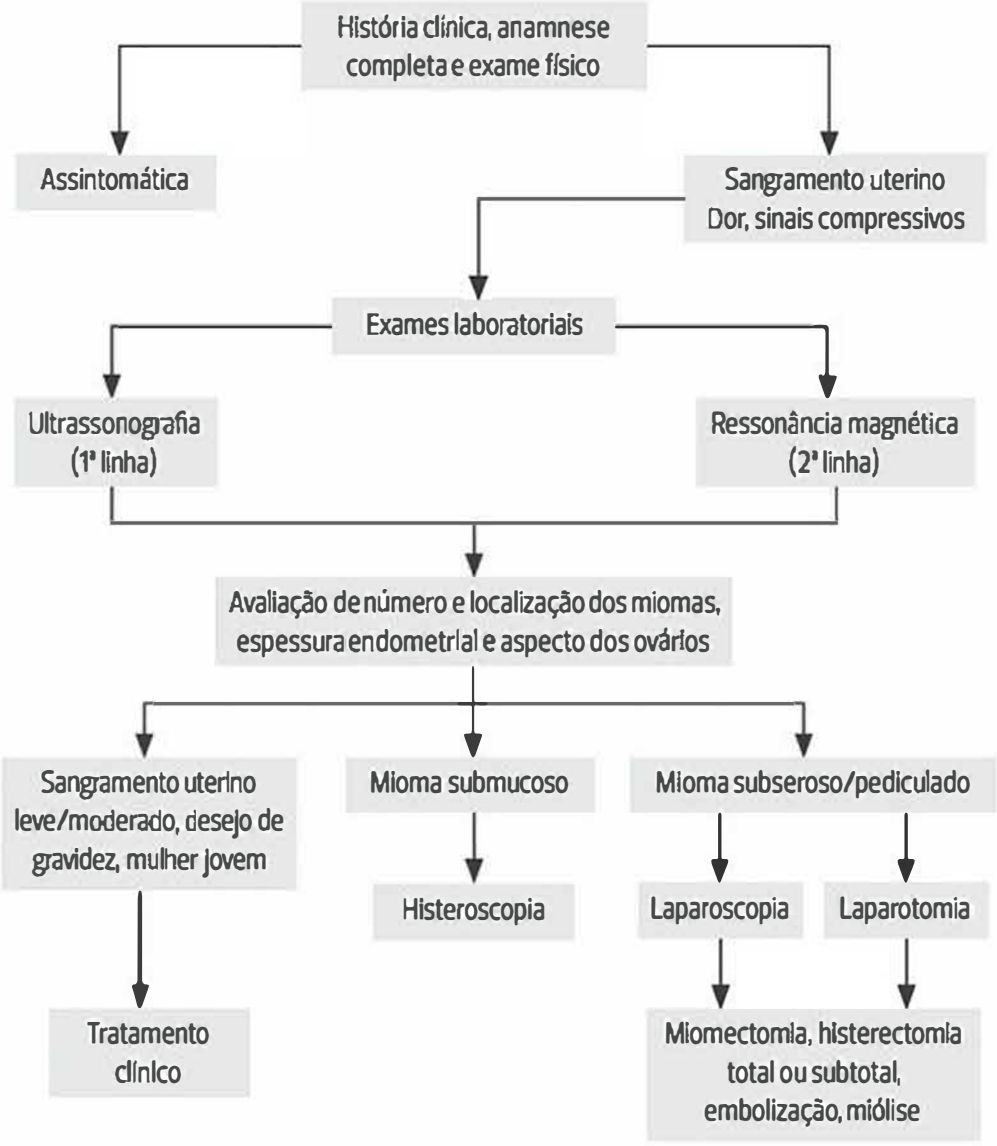 História clínica, anamnese
completa e exame físico
Assintomática
Sangramento uterino
Dor, sinais compressivos
Exames laboratoriais
Ultrassonografia
(1ª linha)
Ressonância magnética
(2ª linha)
Avaliação de número e localização dos miomas,
espessura endometrial e aspecto dos ovários
Sangramento uterino
leve/moderado, desejo de
gravidez, mulher jovem
Mioma submucoso
Mioma subseroso/pediculado
Histeroscopia
Laparoscopia
Laparotomia
Tratamento
clínico
Miomectomia, histerectomia
total ou subtotal,
embolização, miólise